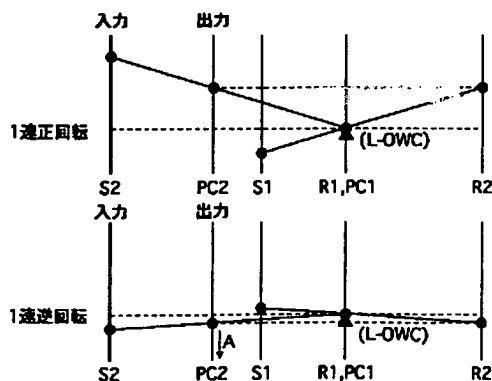 入力 出力
1速正回転
(L-OWC)
S2 PC2 S1 R1,PC1 R2
入力 出力
1速逆回転
(L-OWC)
A
S2 PC2 S1 R1,PC1 R2